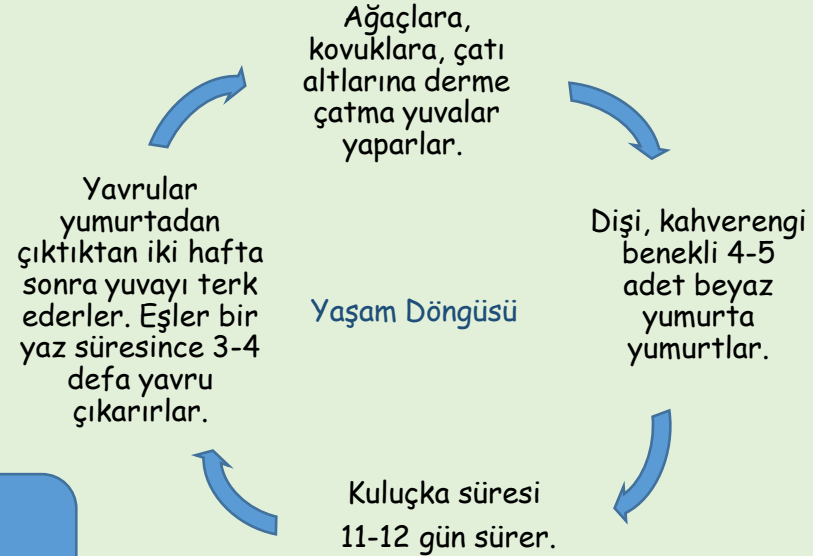 Ağaçlara,
kovuklara, çatı
altlarına derme
çatma yuvalar
yaparlar.
Dişi, kahverengi
benekli 4-5
adet beyaz
yumurta
yumurtlar.
Kuluçka süresi
11-12 gün sürer.
Yavrular
yumurtadan
çıktıktan iki hafta
sonra yuvayı terk
ederler. Eşler bir
yaz süresince 3-4
defa yavru
çıkarırlar.
Yaşam Döngüsü